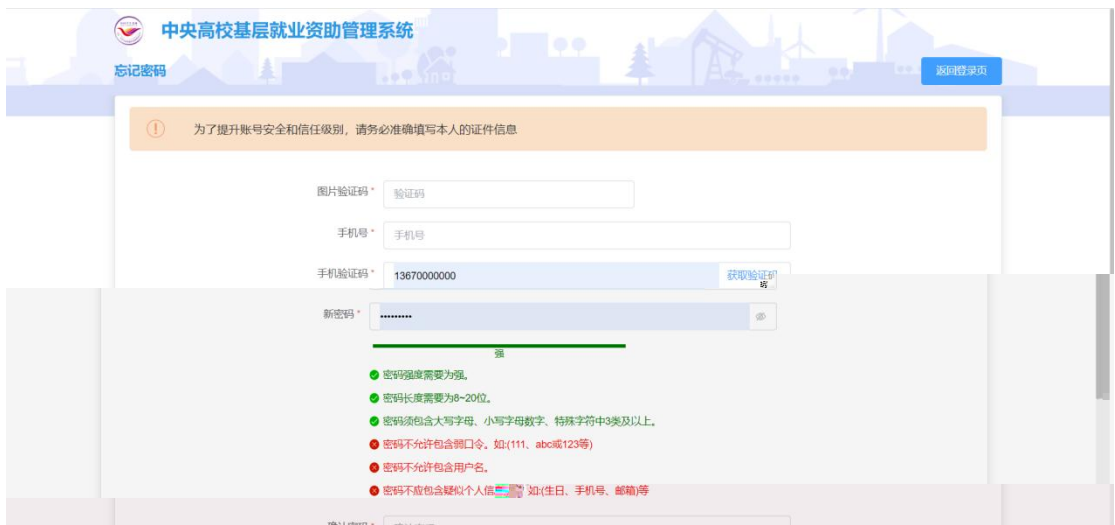 中央高校基层就业资助管理系统
忘记密码
返回登录页
为了提升账号安全和信任级别，请务必准确填写本人的证件信息
图片验证码* 验证码
手机号* 手机号
手机验证码* 13670000000 获取验证码
新密码* •••••••••
强
密码强度需要为强。
密码长度需要为8~20位。
密码须包含大写字母、小写字母数字、特殊字符中3类及以上。
密码不允许包含弱口令。如:(111、abc或123等)
密码不允许包含用户名。
密码不应包含疑似个人信 如:(生日、手机号、邮箱)等
确认密码*